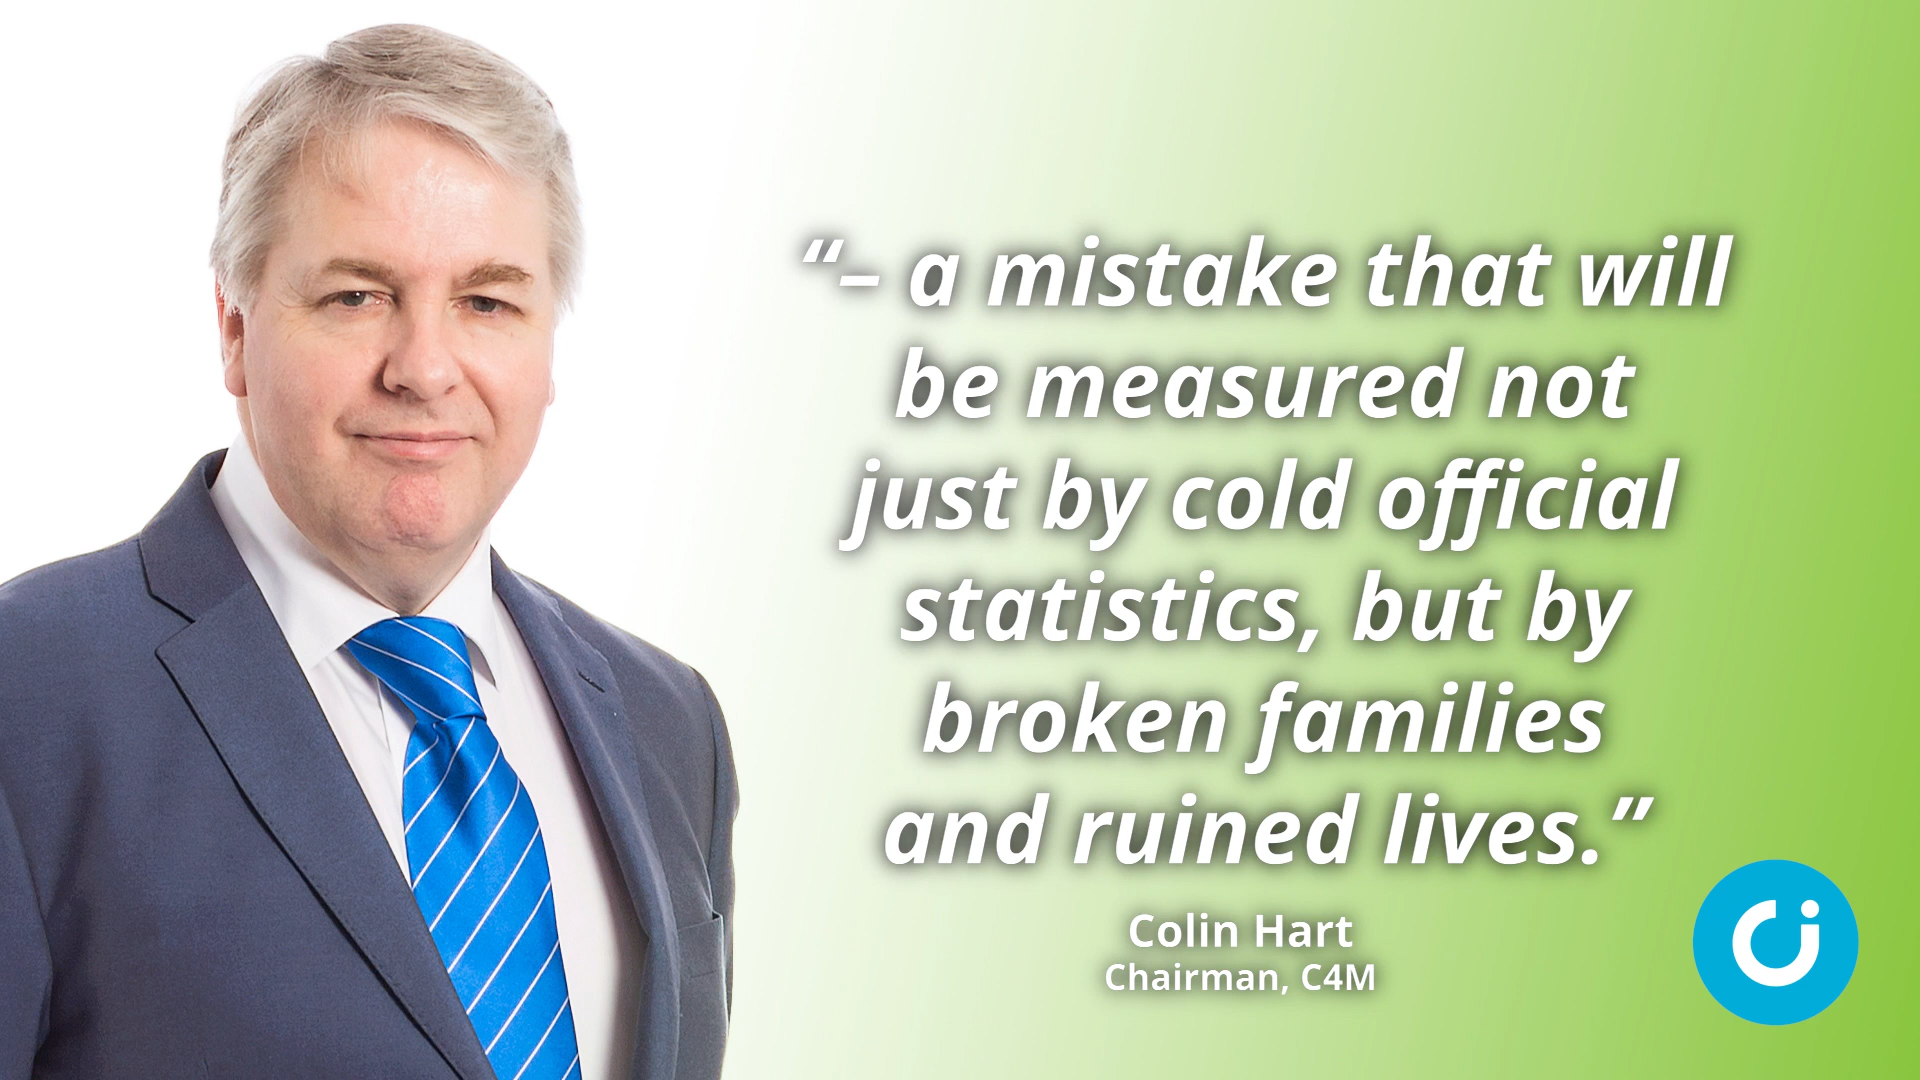 “– a mistake that will
be measured not
just by cold official
statistics, but by
broken families
and ruined lives.”
Colin Hart
Chairman, C4M